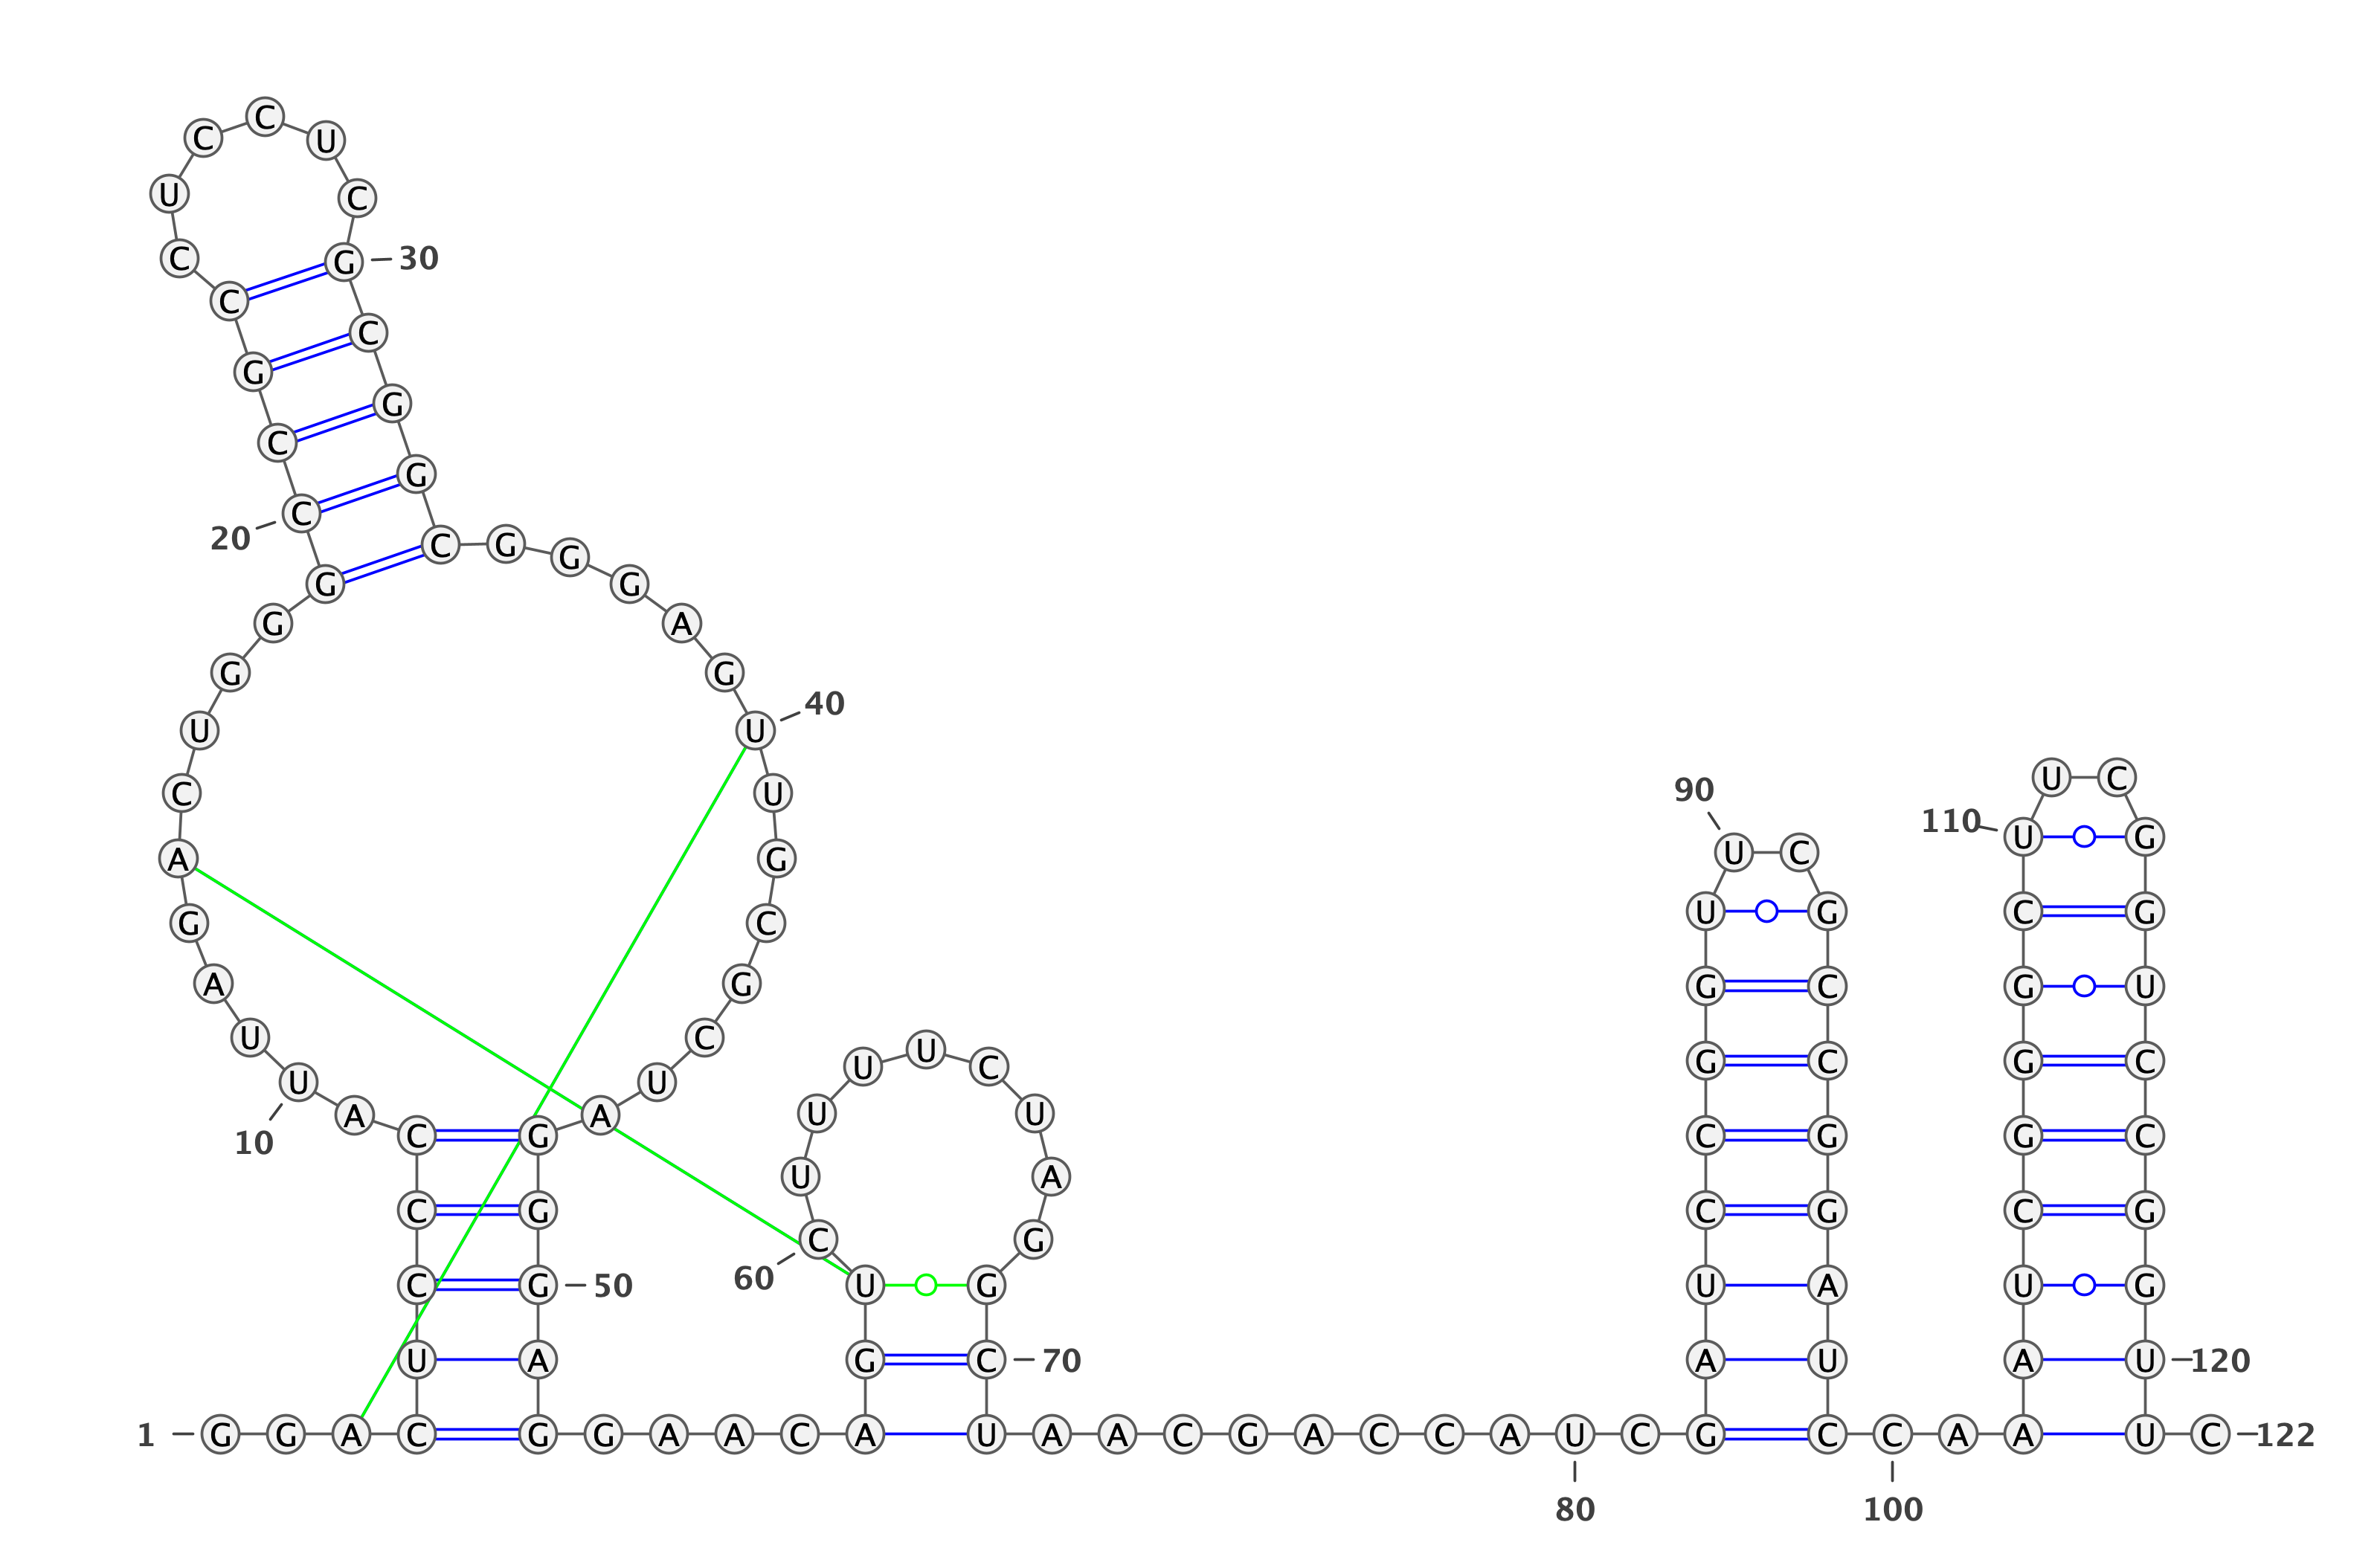 C
C U
U C
C G 30
C
C
G
G
C
G
C
20
C G G
G G
G A
G G
40
U U
U C
90
C U
110 U G
A G U C
G C U G C G
A G G C G U
U C
U
U C G C G C
U U
A A U U
C G C G G C
10
U A
C G C G C G
C G
60
C G 50 U G U A U G
U A G C 70 A U A U 120
1 G G A C G G A A C A U A A C G A C C A U C G C C A A U C 122
80 100